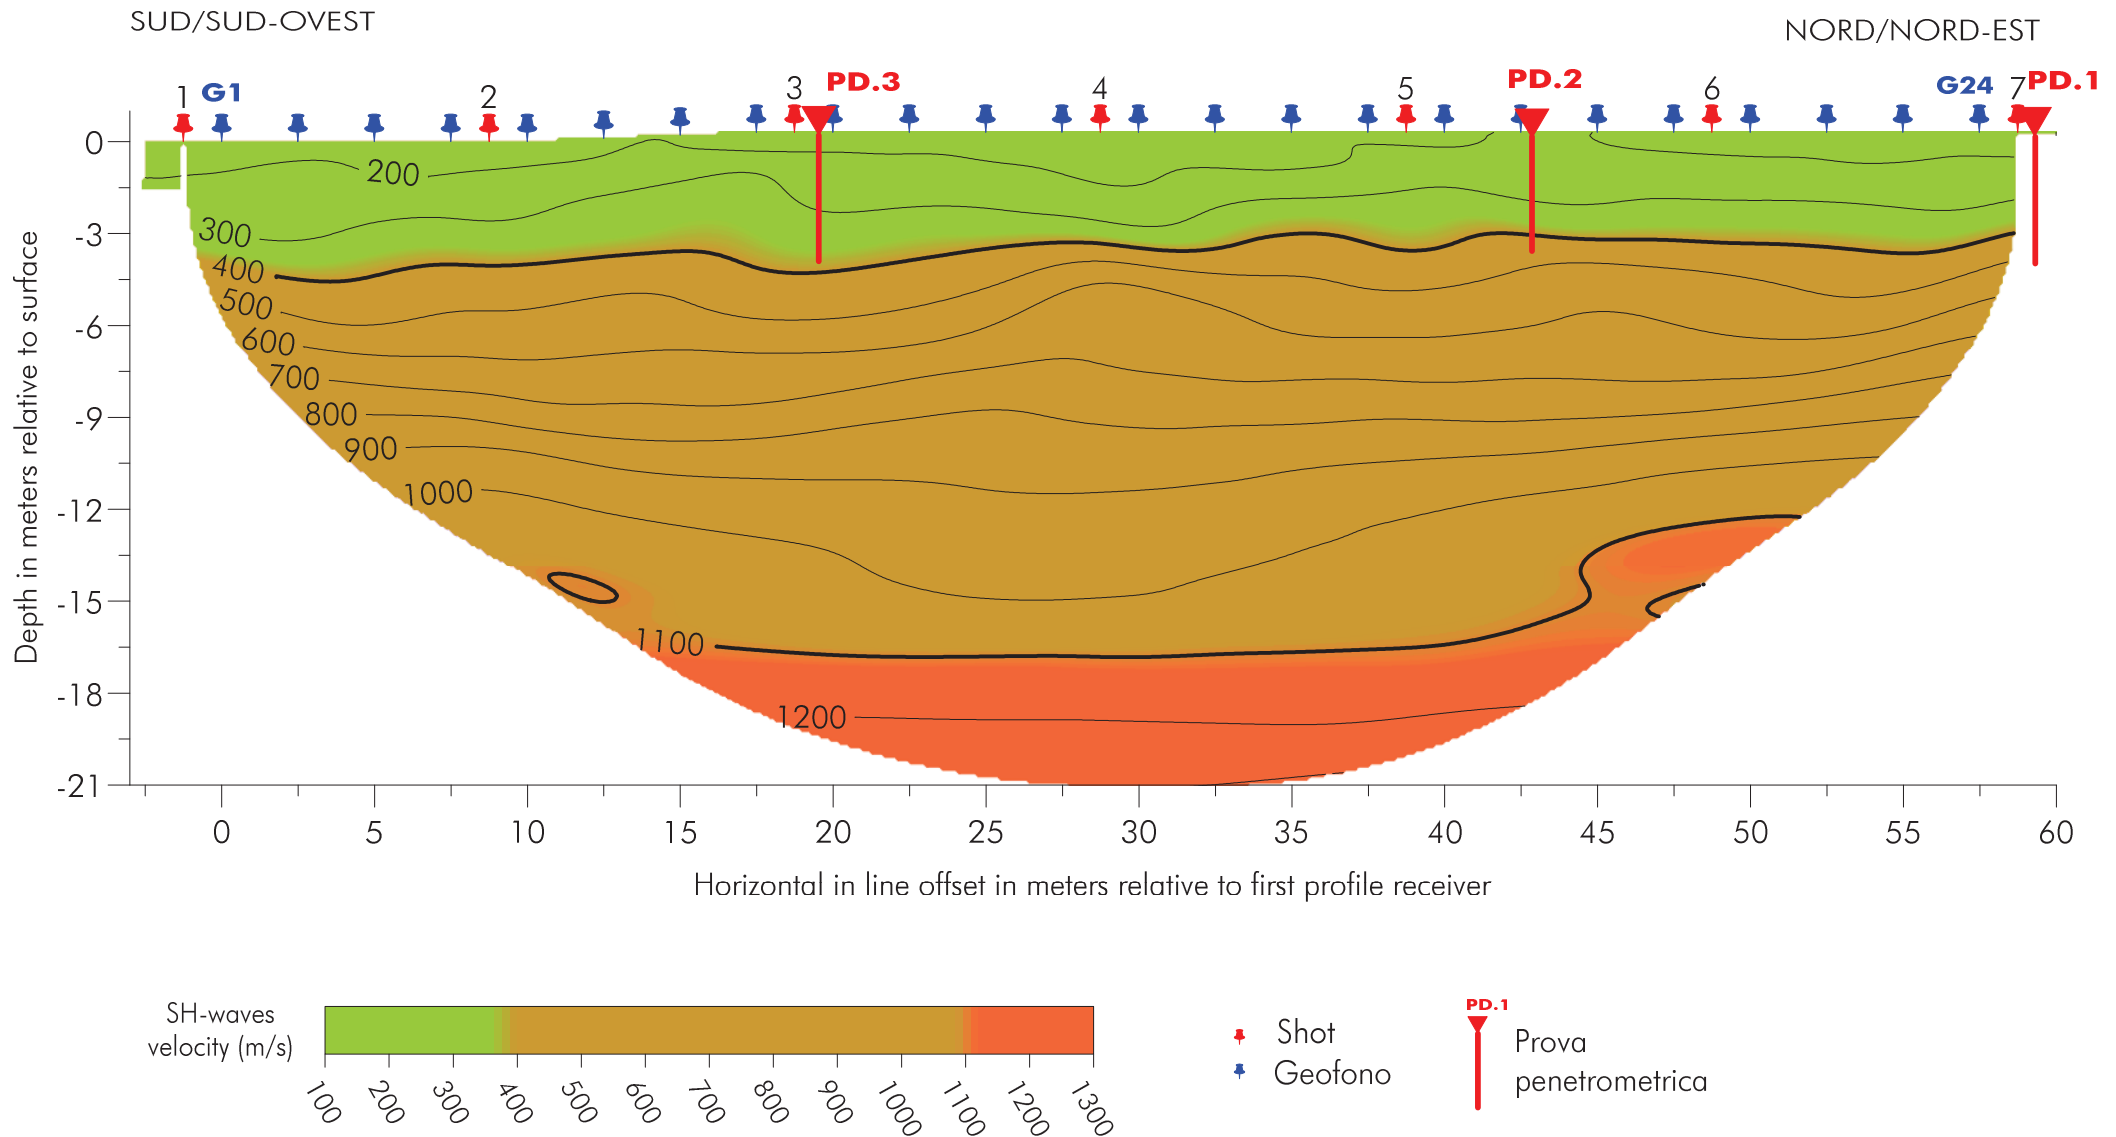 SUD/SUD-OVEST
NORD/NORD-EST
1 G1 2 3 PD.3 4 5 PD.2 6 G24 7 PD.1
0
-3
-6
-9
-12
-15
-18
-21
Depth in meters relative to surface
200
300
400
500
600
700
800
900
1000
1100
1200
0 5 10 15 20 25 30 35 40 45 50 55 60
Horizontal in line offset in meters relative to first profile receiver
SH-waves
velocity (m/s)
100 200 300 400 500 600 700 800 900 1000 1100 1200 1300
Shot
Geofono
PD.1
Prova
penetrometrica